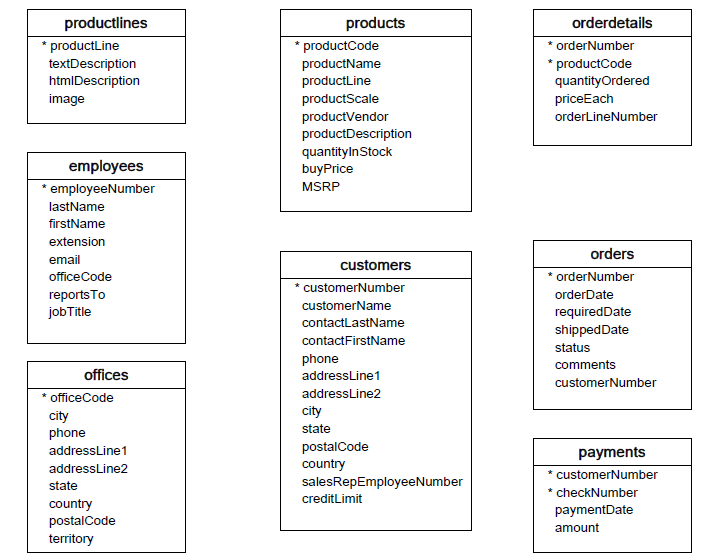 productlines
* productLine
textDescription
htmlDescription
image
products
* productCode
productName
productLine
productScale
productVendor
productDescription
quantityInStock
buyPrice
MSRP
orderdetails
* orderNumber
* productCode
quantityOrdered
priceEach
orderLineNumber
employees
* employeeNumber
lastName
firstName
extension
email
officeCode
reportsTo
jobTitle
customers
* customerNumber
customerName
contactLastName
contactFirstName
phone
addressLine1
addressLine2
city
state
postalCode
country
salesRepEmployeeNumber
creditLimit
orders
* orderNumber
orderDate
requiredDate
shippedDate
status
comments
customerNumber
offices
* officeCode
city
phone
addressLine1
addressLine2
state
country
postalCode
territory
payments
* customerNumber
* checkNumber
paymentDate
amount